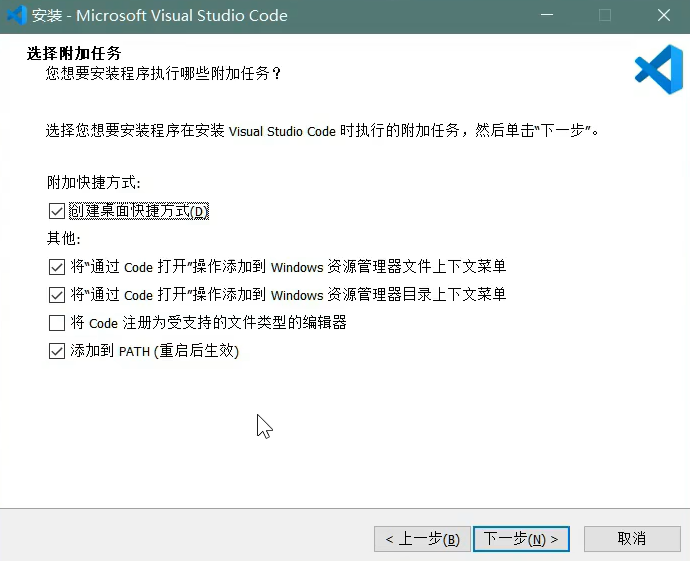 安装 - Microsoft Visual Studio Code
选择附加任务
您想要安装程序执行哪些附加任务？
选择您想要安装程序在安装 Visual Studio Code 时执行的附加任务，然后单击“下一步”。
附加快捷方式:
创建桌面快捷方式(D)
其他:
将“通过 Code 打开”操作添加到 Windows 资源管理器文件上下文菜单
将“通过 Code 打开”操作添加到 Windows 资源管理器目录上下文菜单
将 Code 注册为受支持的文件类型的编辑器
添加到 PATH (重启后生效)
< 上一步(B) 下一步(N) > 取消